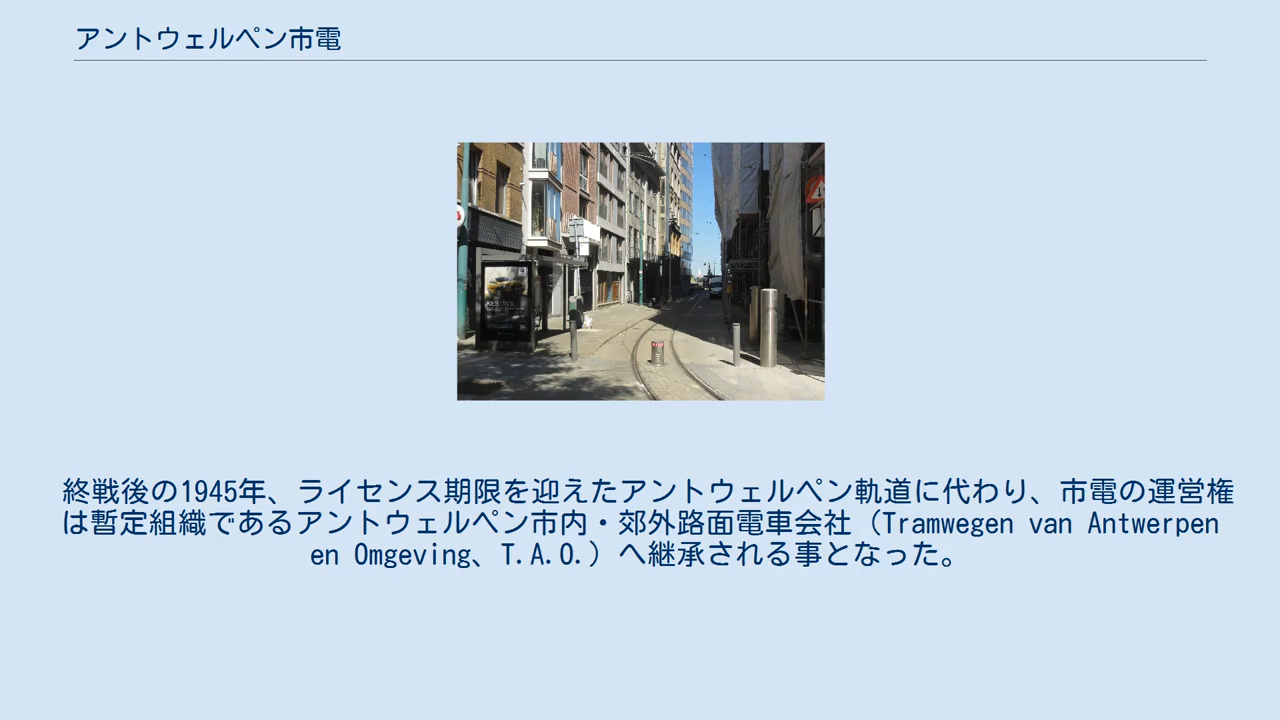 アントウェルペン市電
終戦後の1945年、ライセンス期限を迎えたアントウェルペン軌道に代わり、市電の運営権
は暫定組織であるアントウェルペン市内・郊外路面電車会社（Tramwegen van Antwerpen
en Omgeving、T.A.O.）へ継承される事となった。